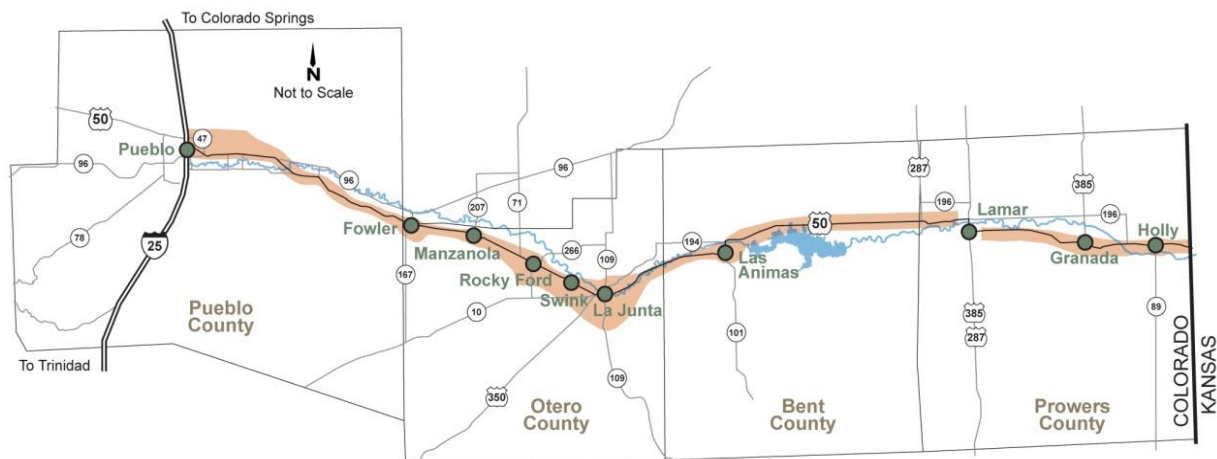 To Colorado Springs
N
Not to Scale
50
47
Pueblo
96
96
96
78
25
Fowler
207
71
Manzanola
266
109
Rocky Ford
Swink
La Junta
194
167
10
350
109
Pueblo
County
To Trinidad
Otero
County
Las
Animas
101
50
287
196
Lamar
385
196
Holly
Granada
385
287
89
Bent
County
Prowers
County
COLORADO
KANSAS